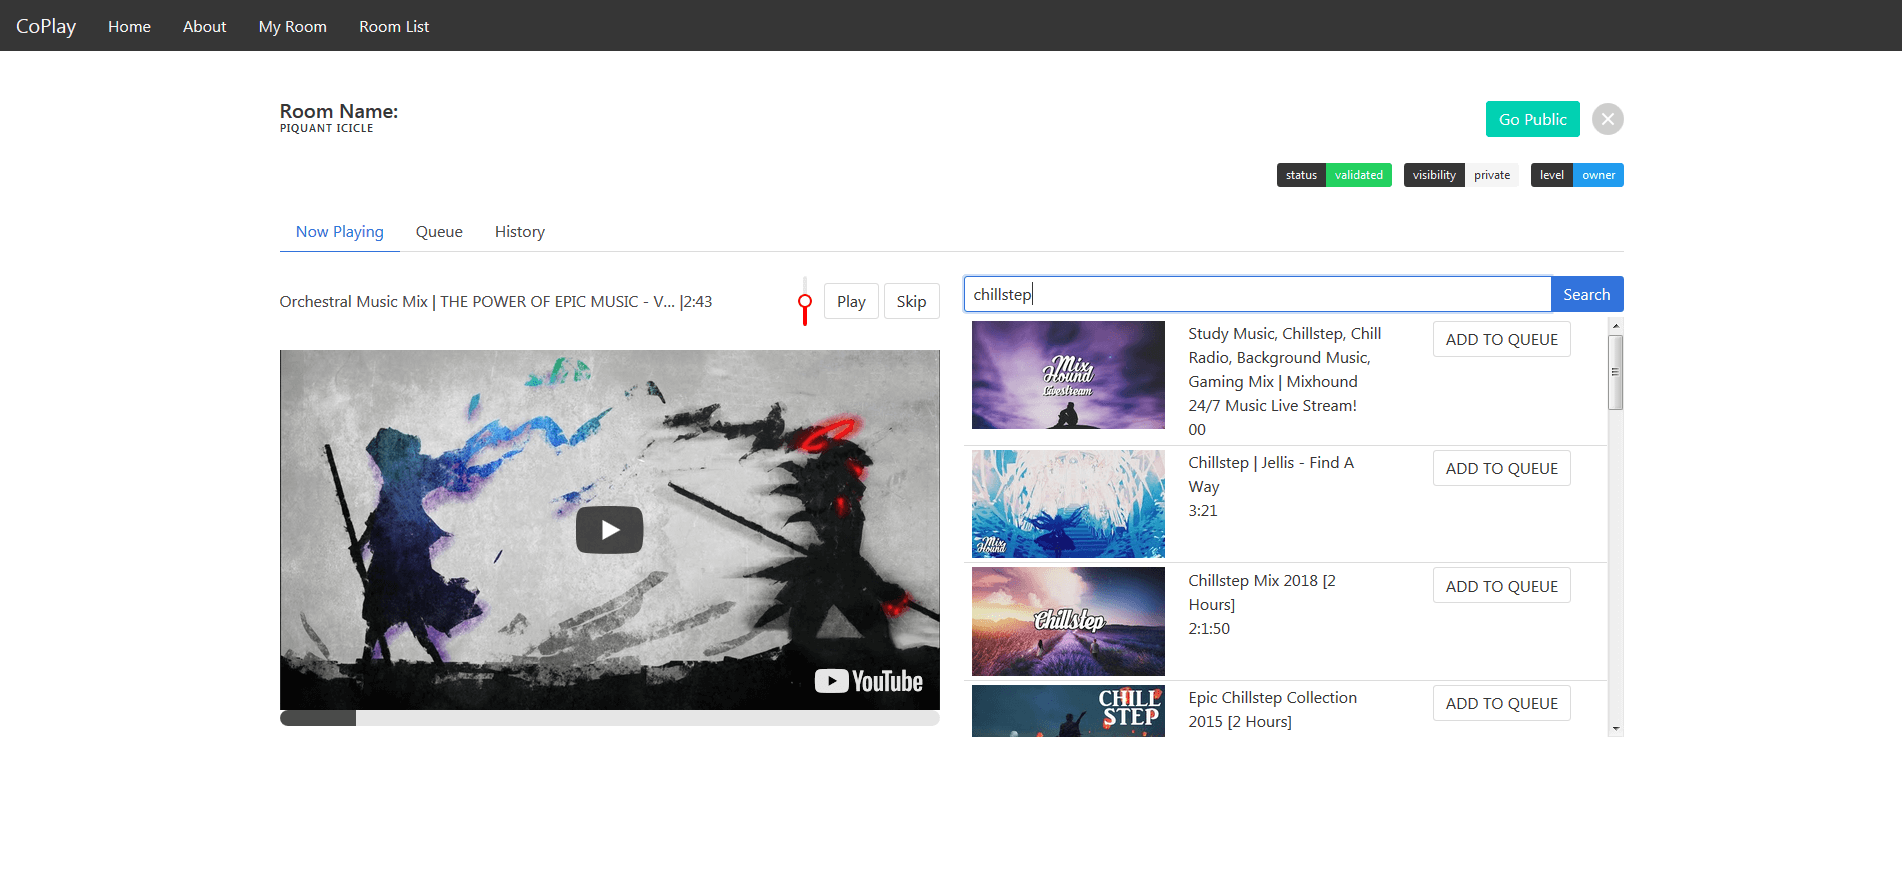 CoPlay Home About My Room Room List
Room Name:
PIQUANT ICICLE
Go Public
status validated visibility private level owner
Now Playing Queue History
Orchestral Music Mix | THE POWER OF EPIC MUSIC - V... |2:43
Play Skip
YouTube
chillstep Search
Mix Hound Livestream
Study Music, Chillstep, Chill
Radio, Background Music,
Gaming Mix | Mixhound
24/7 Music Live Stream!
00
ADD TO QUEUE
Mix Hound
Chillstep | Jellis - Find A
Way
3:21
ADD TO QUEUE
Chillstep
Chillstep Mix 2018 [2
Hours]
2:1:50
ADD TO QUEUE
CHILL
STEP
Epic Chillstep Collection
2015 [2 Hours]
ADD TO QUEUE